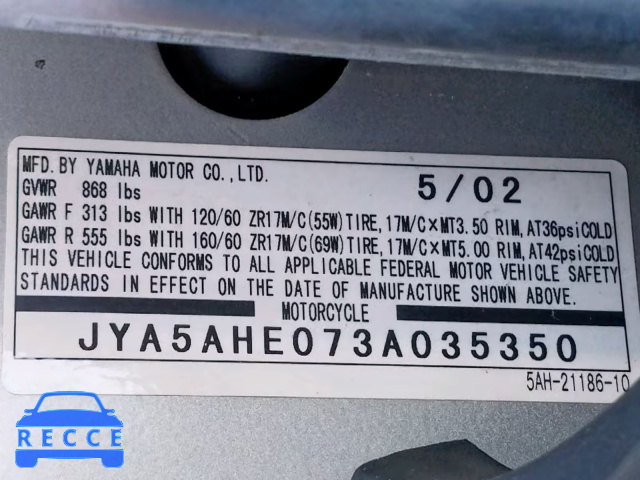 MFD. BY YAMAHA MOTOR CO., LTD.
GVWR 868 lbs 5/02
GAWR F 313 lbs WITH 120/60 ZR17M/C(55W)TIRE, 17M/C×MT3.50 RIM, AT36psiCOLD
GAWR R 555 lbs WITH 160/60 ZR17M/C(69W)TIRE, 17M/C×MT5.00 RIM, AT42psiCOLD
THIS VEHICLE CONFORMS TO ALL APPLICABLE FEDERAL MOTOR VEHICLE SAFETY
STANDARDS IN EFFECT ON THE DATE OF MANUFACTURE SHOWN ABOVE.
MOTORCYCLE
JYA5AHE073A035350
5AH-21186-10
RECCE